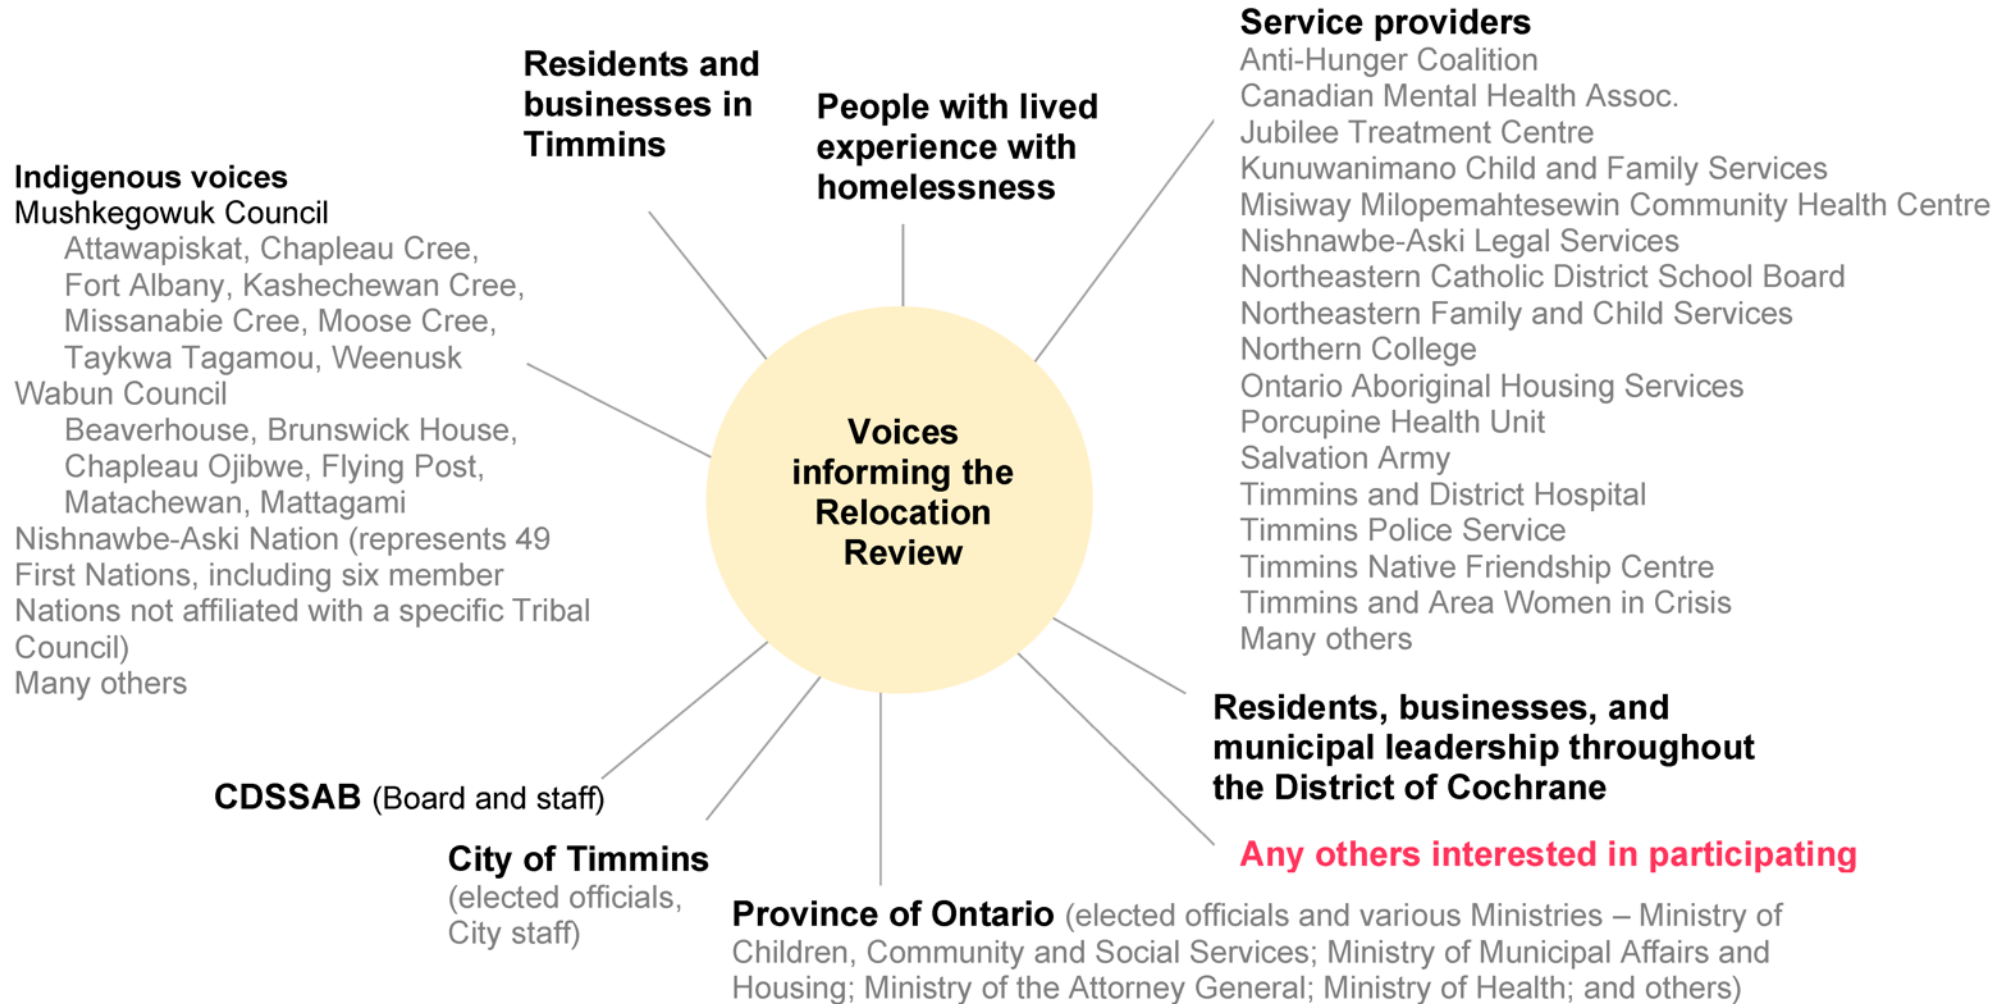 Residents and
businesses in
Timmins
People with lived
experience with
homelessness
Service providers
Anti-Hunger Coalition
Canadian Mental Health Assoc.
Jubilee Treatment Centre
Kunuwanimano Child and Family Services
Misiway Milopemahtesewin Community Health Centre
Nishnawbe-Aski Legal Services
Northeastern Catholic District School Board
Northeastern Family and Child Services
Northern College
Ontario Aboriginal Housing Services
Porcupine Health Unit
Salvation Army
Timmins and District Hospital
Timmins Police Service
Timmins Native Friendship Centre
Timmins and Area Women in Crisis
Many others
Indigenous voices
Mushkegowuk Council
Attawapiskat, Chapleau Cree,
Fort Albany, Kashechewan Cree,
Missanabie Cree, Moose Cree,
Taykwa Tagamou, Weenusk
Wabun Council
Beaverhouse, Brunswick House,
Chapleau Ojibwe, Flying Post,
Matachewan, Mattagami
Nishnawbe-Aski Nation (represents 49
First Nations, including six member
Nations not affiliated with a specific Tribal
Council)
Many others
Voices
informing the
Relocation
Review
Residents, businesses, and
municipal leadership throughout
the District of Cochrane
CDSSAB (Board and staff)
City of Timmins
(elected officials,
City staff)
Any others interested in participating
Province of Ontario (elected officials and various Ministries – Ministry of
Children, Community and Social Services; Ministry of Municipal Affairs and
Housing; Ministry of the Attorney General; Ministry of Health; and others)